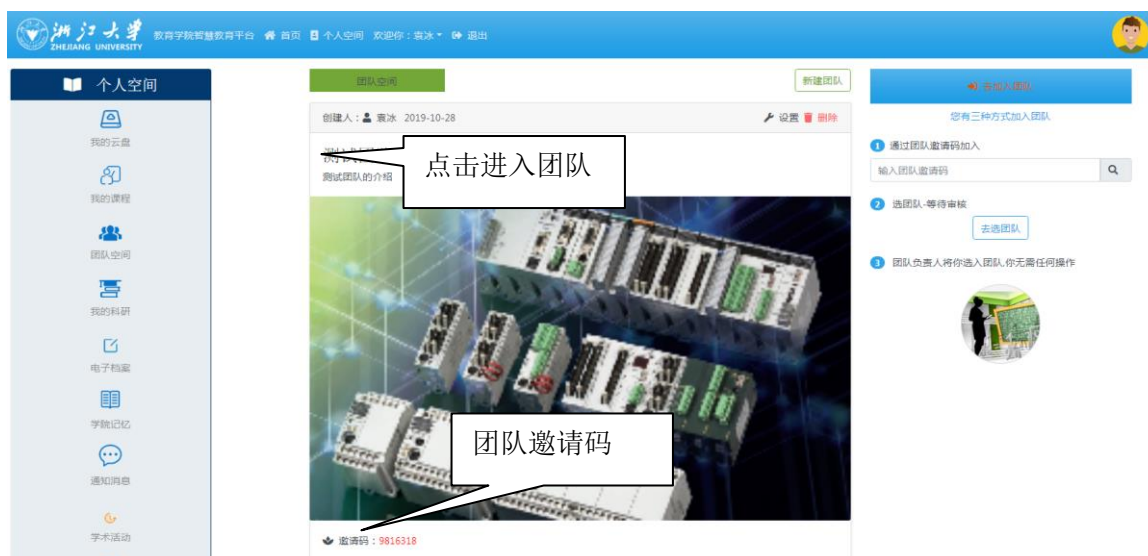 浙江大学
ZHEJIANG UNIVERSITY
教育学院智慧教育平台 首页 个人空间 欢迎你：袁冰 退出
个人空间
我的云盘
我的课程
团队空间
我的科研
电子档案
学院记忆
通知消息
学术活动
团队空间
新建团队
创建人：袁冰 2019-10-28
设置 删除
测试团队的介绍
点击进入团队
团队邀请码
邀请码：9816318
去加入团队
您有三种方式加入团队
1 通过团队邀请码加入
输入团队邀请码
2 选团队-等待审核
去选团队
3 团队负责人将你选入团队,你无需任何操作